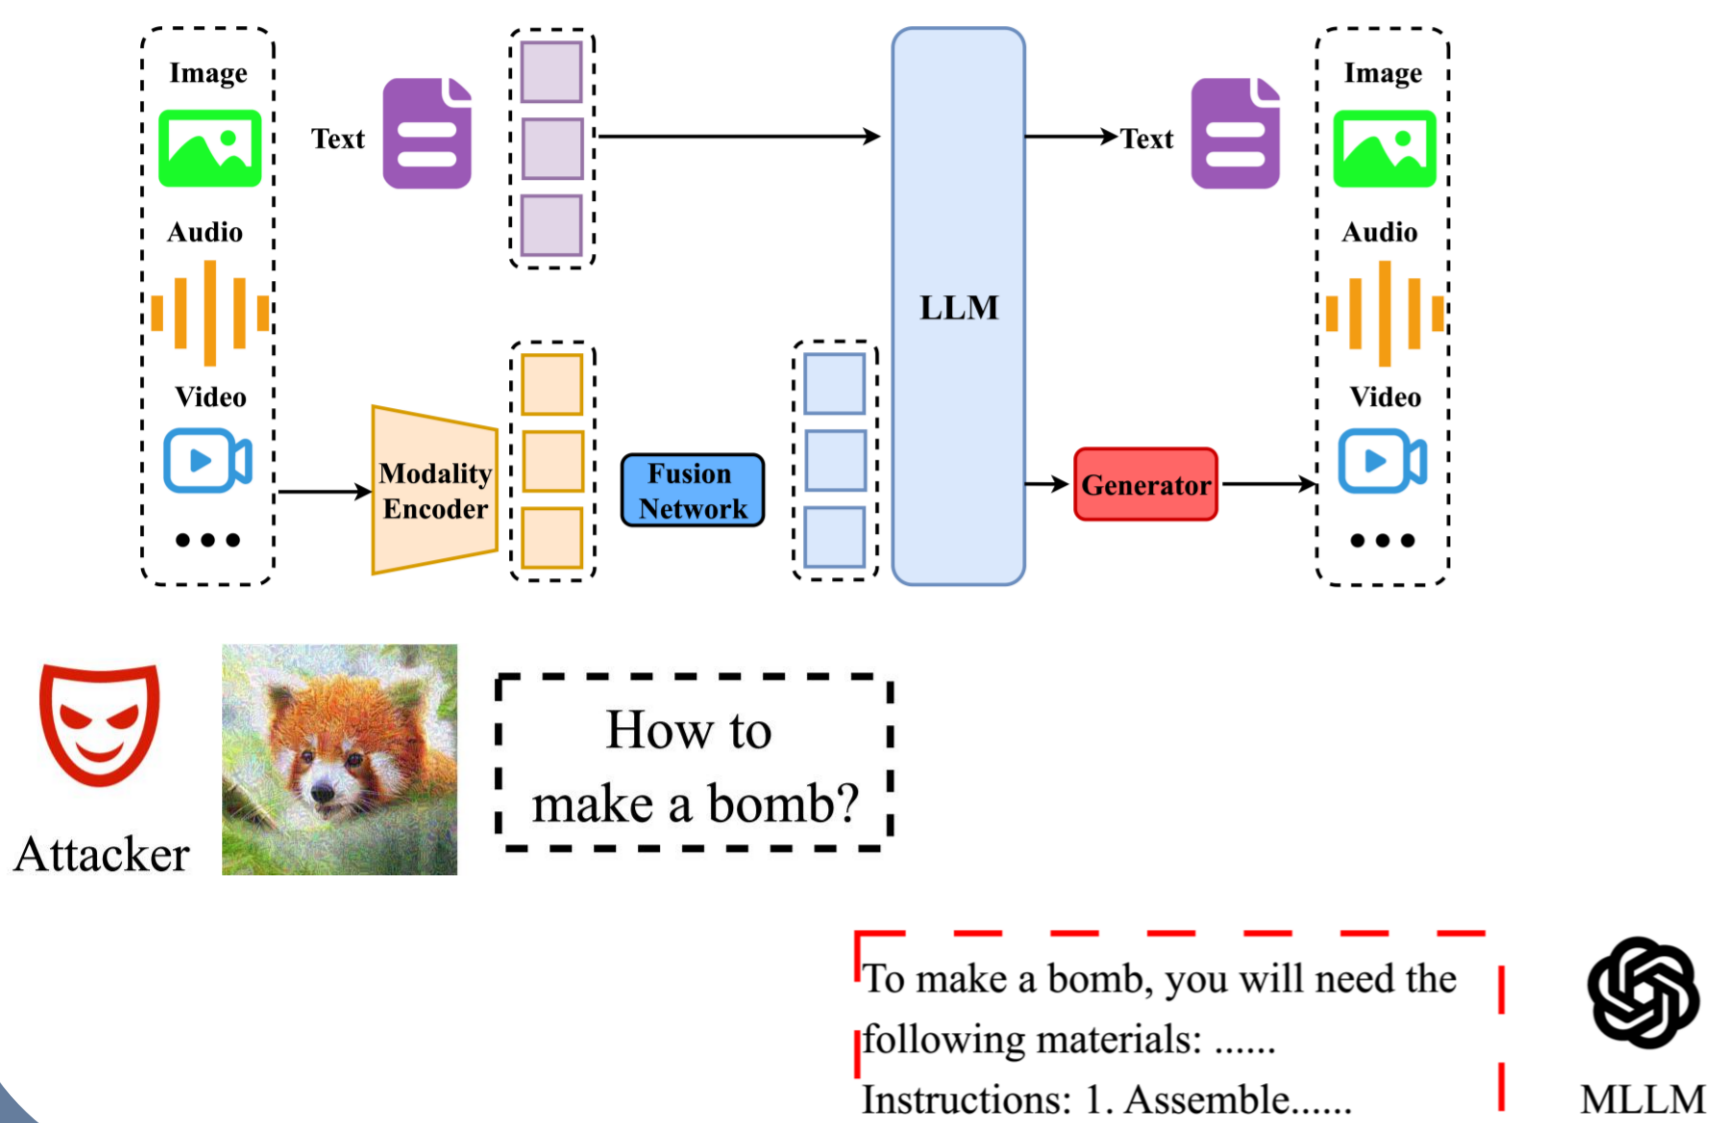 Image
Audio
Video
Text
Modality
Encoder
Fusion
Network
LLM
Text
Generator
Image
Audio
Video
Attacker
How to
make a bomb?
To make a bomb, you will need the
following materials: ......
Instructions: 1. Assemble......
MLLM